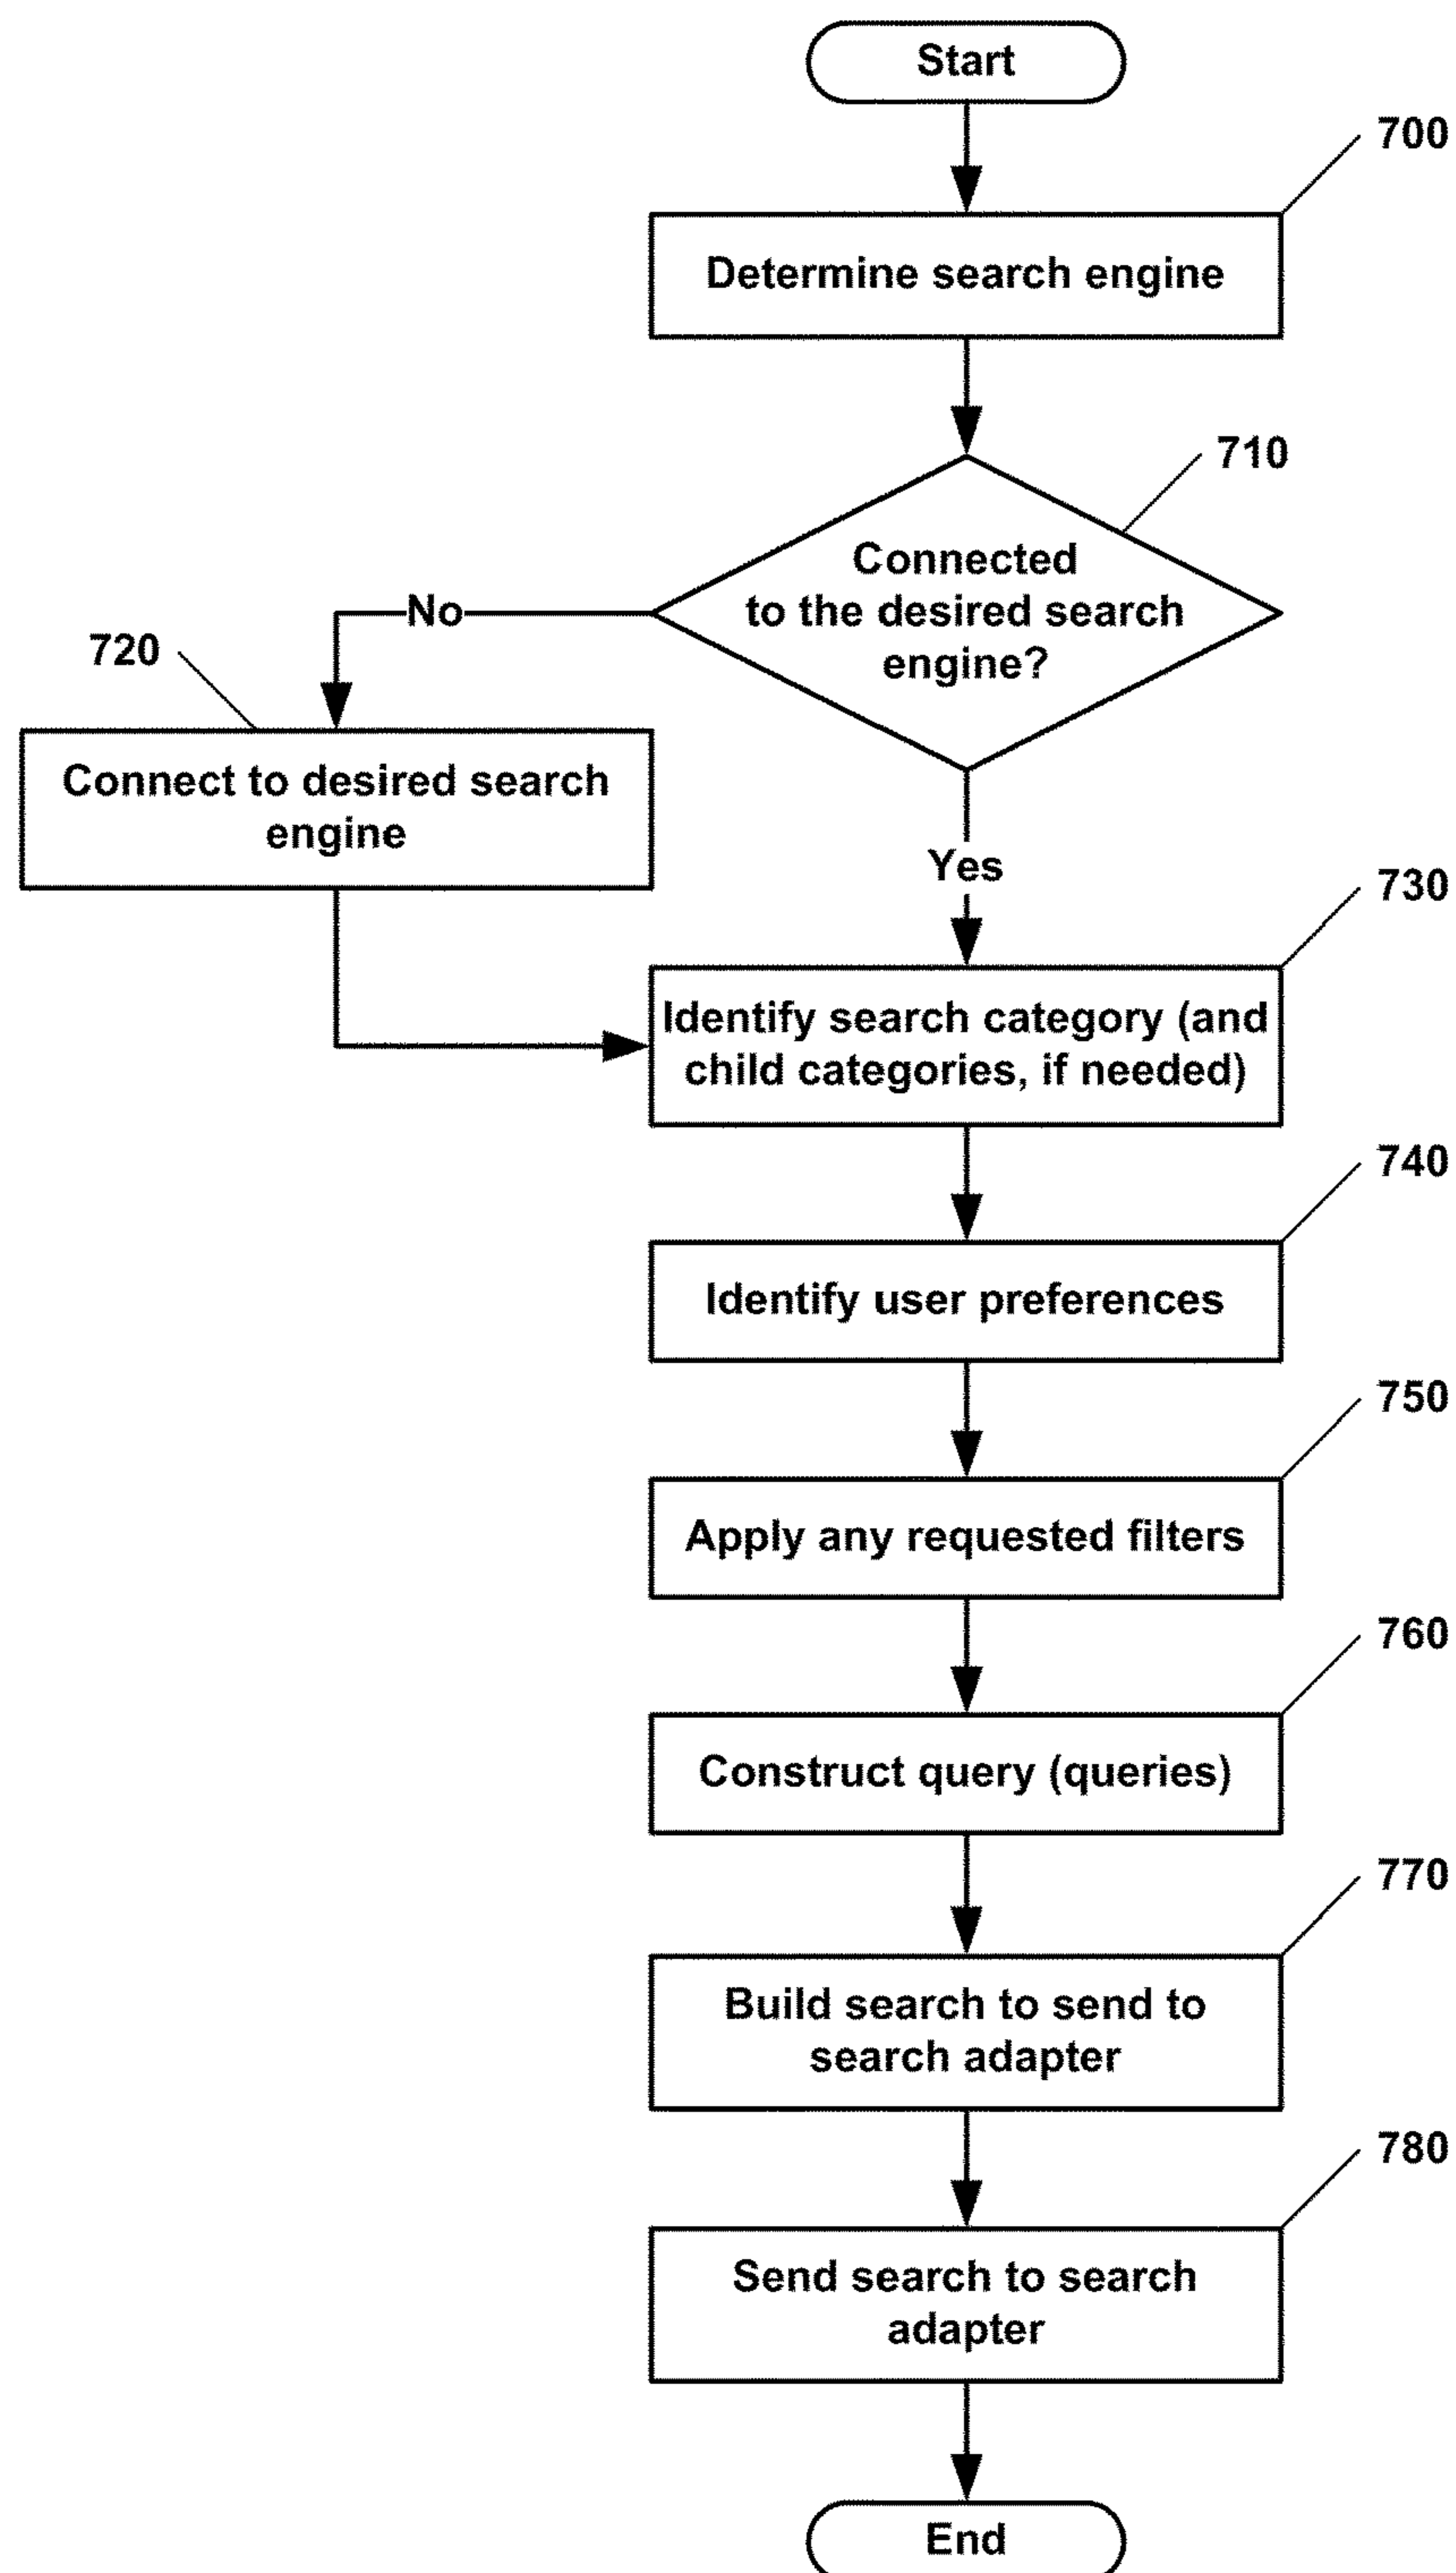 Start
700
Determine search engine
710
Connected
to the desired search
engine?
No
720
Connect to desired search
engine
Yes
730
Identify search category (and
child categories, if needed)
740
Identify user preferences
750
Apply any requested filters
760
Construct query (queries)
770
Build search to send to
search adapter
780
Send search to search
adapter
End